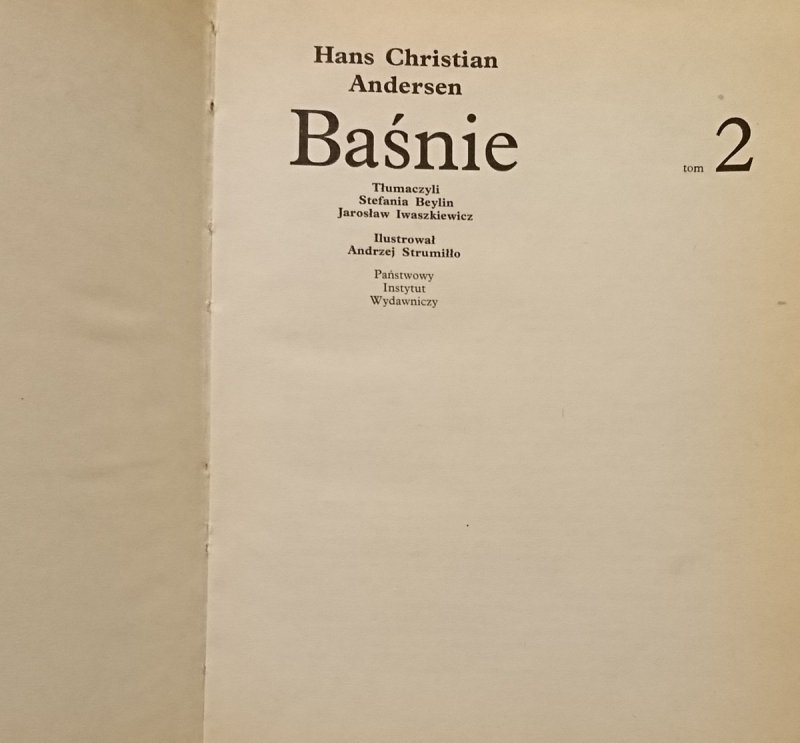 Hans Christian
Andersen
Baśnie
tom 2
Tłumaczyli
Stefania Beylin
Jarosław Iwaszkiewicz
Ilustrował
Andrzej Strumiłło
Państwowy
Instytut
Wydawniczy